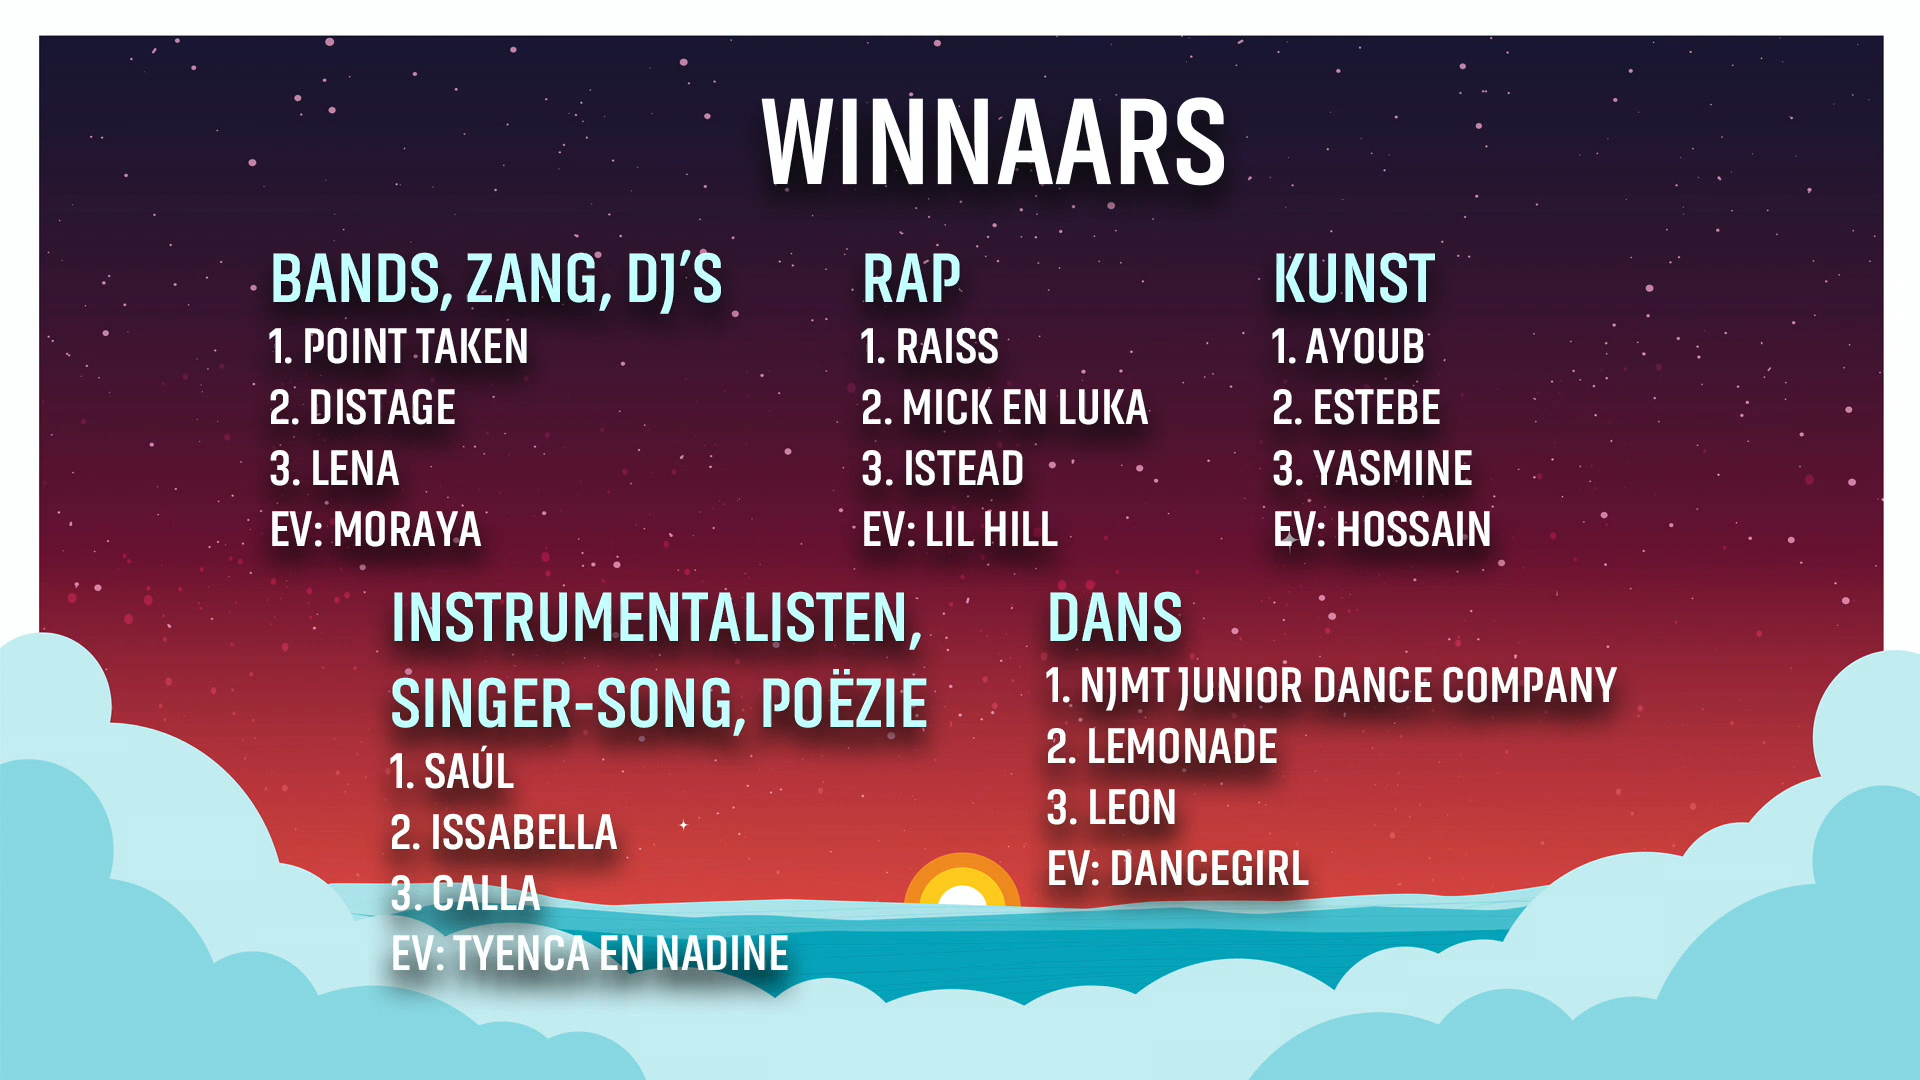 WINNAARS
BANDS, ZANG, DJ'S
1. POINT TAKEN
2. DISTAGE
3. LENA
EV: MORAYA
RAP
1. RAISS
2. MICK EN LUKA
3. ISTEAD
EV: LIL HILL
KUNST
1. AYOUB
2. ESTEBE
3. YASMINE
EV: HOSSAIN
INSTRUMENTALISTEN,
SINGER-SONG, POËZIE
1. SAÚL
2. ISSABELLA
3. CALLA
EV: TYENCA EN NADINE
DANS
1. NJMT JUNIOR DANCE COMPANY
2. LEMONADE
3. LEON
EV: DANCEGIRL